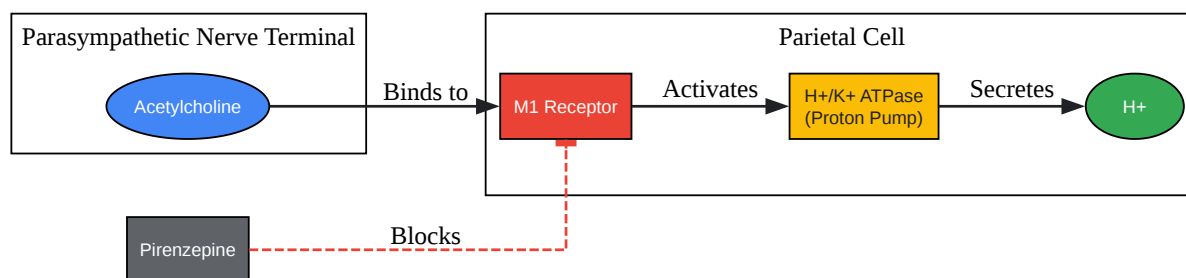 Parasympathetic Nerve Terminal
Parietal Cell
Acetylcholine
Binds to
M1 Receptor
Activates
H+/K+ ATPase
(Proton Pump)
Secretes
H+
Pirenzepine
Blocks